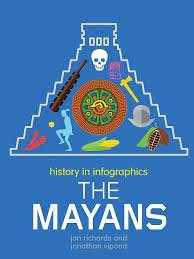 history in infographics
THE
MAYANS
jon richards and
jonathan vipond